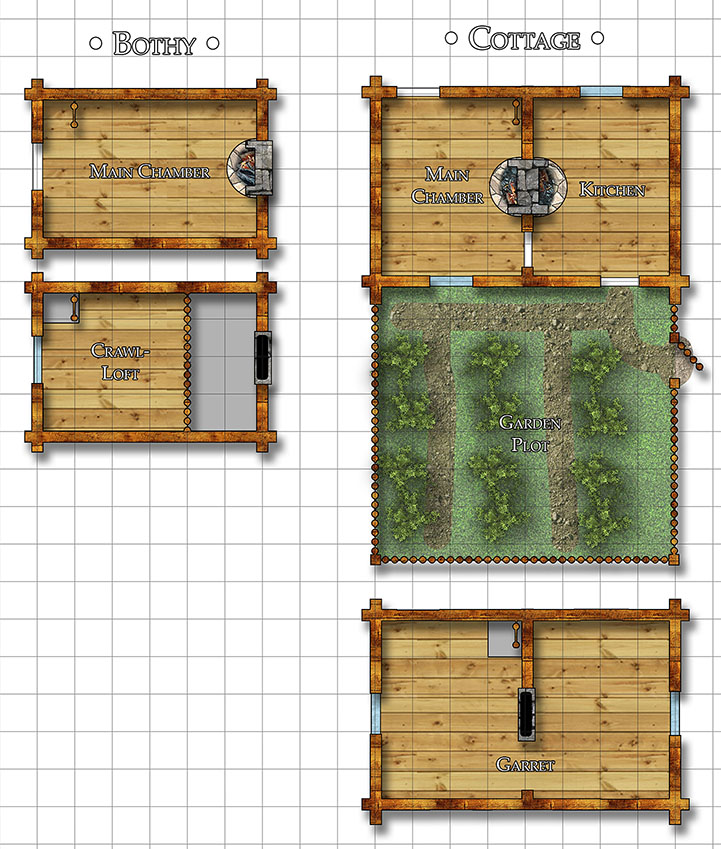 Bothy
Cottage
Main Chamber
Main
Chamber
Kitchen
Crawl-
Loft
Garden
Plot
Garret